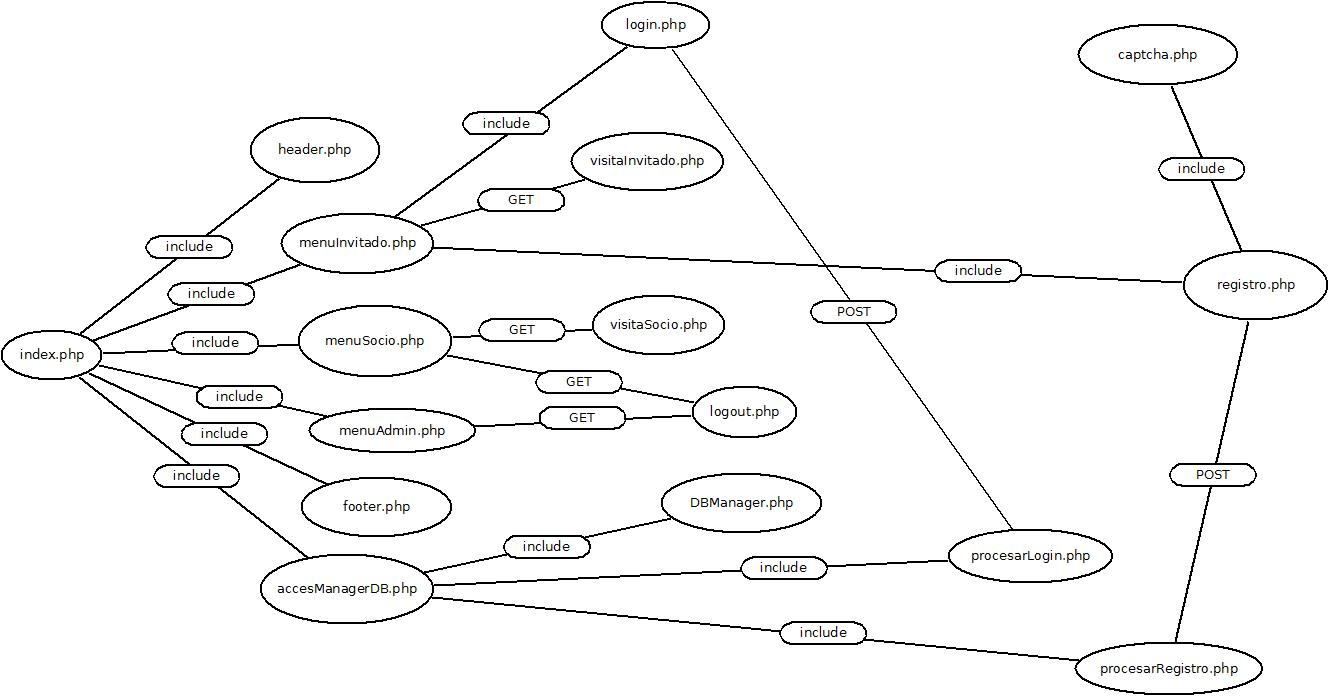 login.php
captcha.php
include
header.php
visitaInvitado.php
include
GET
menuInvitado.php
include
include
registro.php
include
POST
visitaSocio.php
GET
menuSocio.php
include
index.php
GET
include
logout.php
GET
menuAdmin.php
include
include
POST
DBManager.php
footer.php
include
procesarLogin.php
include
accesManagerDB.php
include
procesarRegistro.php